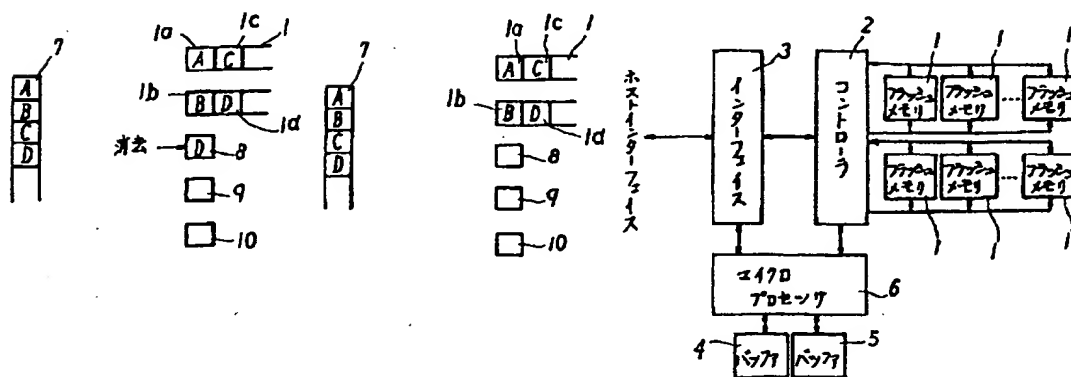 7
A
B
C
D
1a
1c
1
A C
1b
B D
1d
消去
D
8
9
10
7
A
B
C
D
1a
1c
1
A C
1b
B D
1d
8
9
10
ホストインターフェイス
3
インターフェイス
2
コントローラ
1
1
1
フラッシュメモリ
フラッシュメモリ
フラッシュメモリ
フラッシュメモリ
フラッシュメモリ
フラッシュメモリ
1
1
1
マイクロ
プロセッサ
6
4
バッファ
バッファ
5